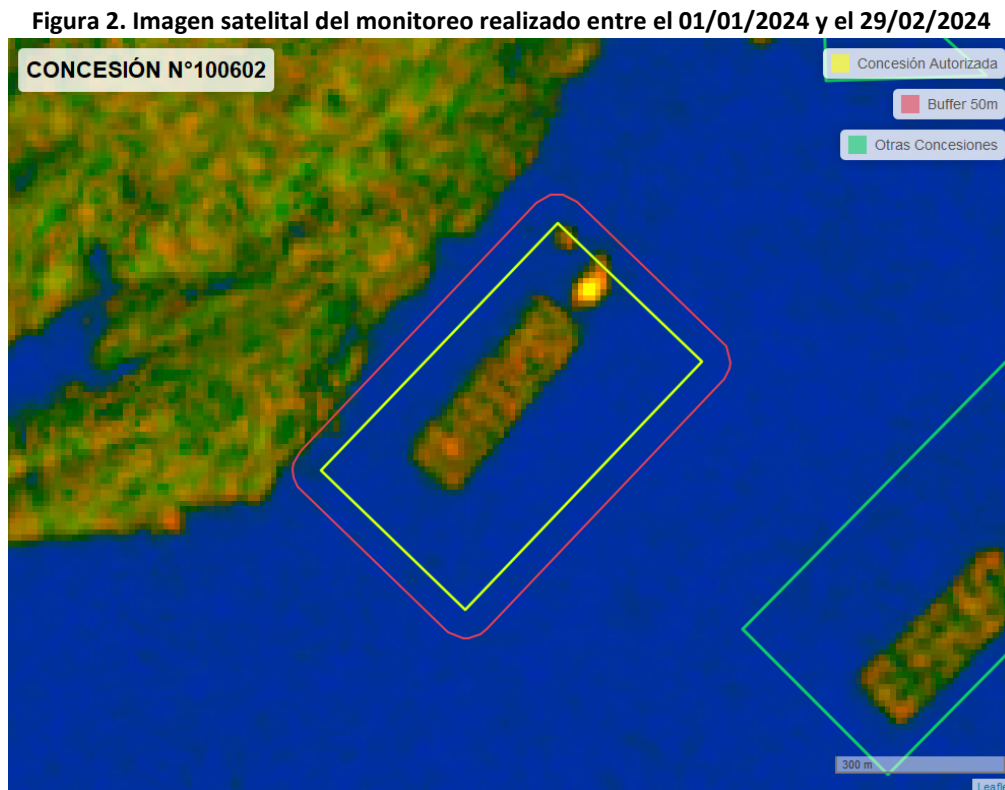 Figura 2. Imagen satelital del monitoreo realizado entre el 01/01/2024 y el 29/02/2024
CONCESIÓN N°100602
Concesión Autorizada
Buffer 50m
Otras Concesiones
300 m